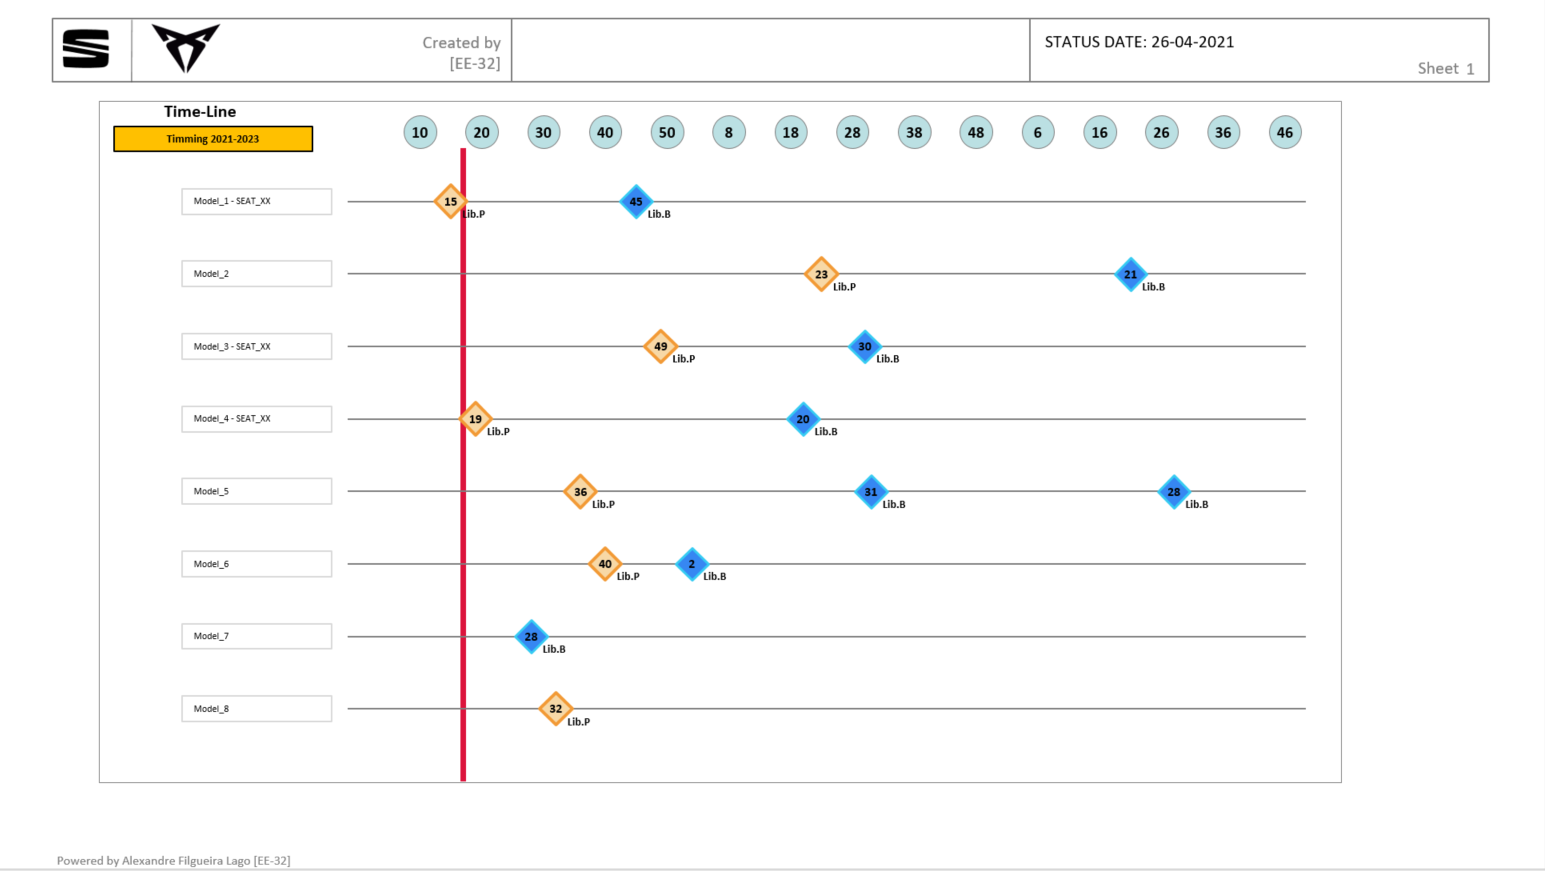 Created by
[EE-32]
STATUS DATE: 26-04-2021
Sheet 1
Time-Line
Timming 2021-2023
10 20 30 40 50 8 18 28 38 48 6 16 26 36 46
Model_1 - SEAT_XX 15 Lib.P 45 Lib.B
Model_2 23 Lib.P 21 Lib.B
Model_3 - SEAT_XX 49 Lib.P 30 Lib.B
Model_4 - SEAT_XX 19 Lib.P 20 Lib.B
Model_5 36 Lib.P 31 Lib.B 28 Lib.B
Model_6 40 Lib.P 2 Lib.B
Model_7 28 Lib.B
Model_8 32 Lib.P
Powered by Alexandre Filgueira Lago [EE-32]